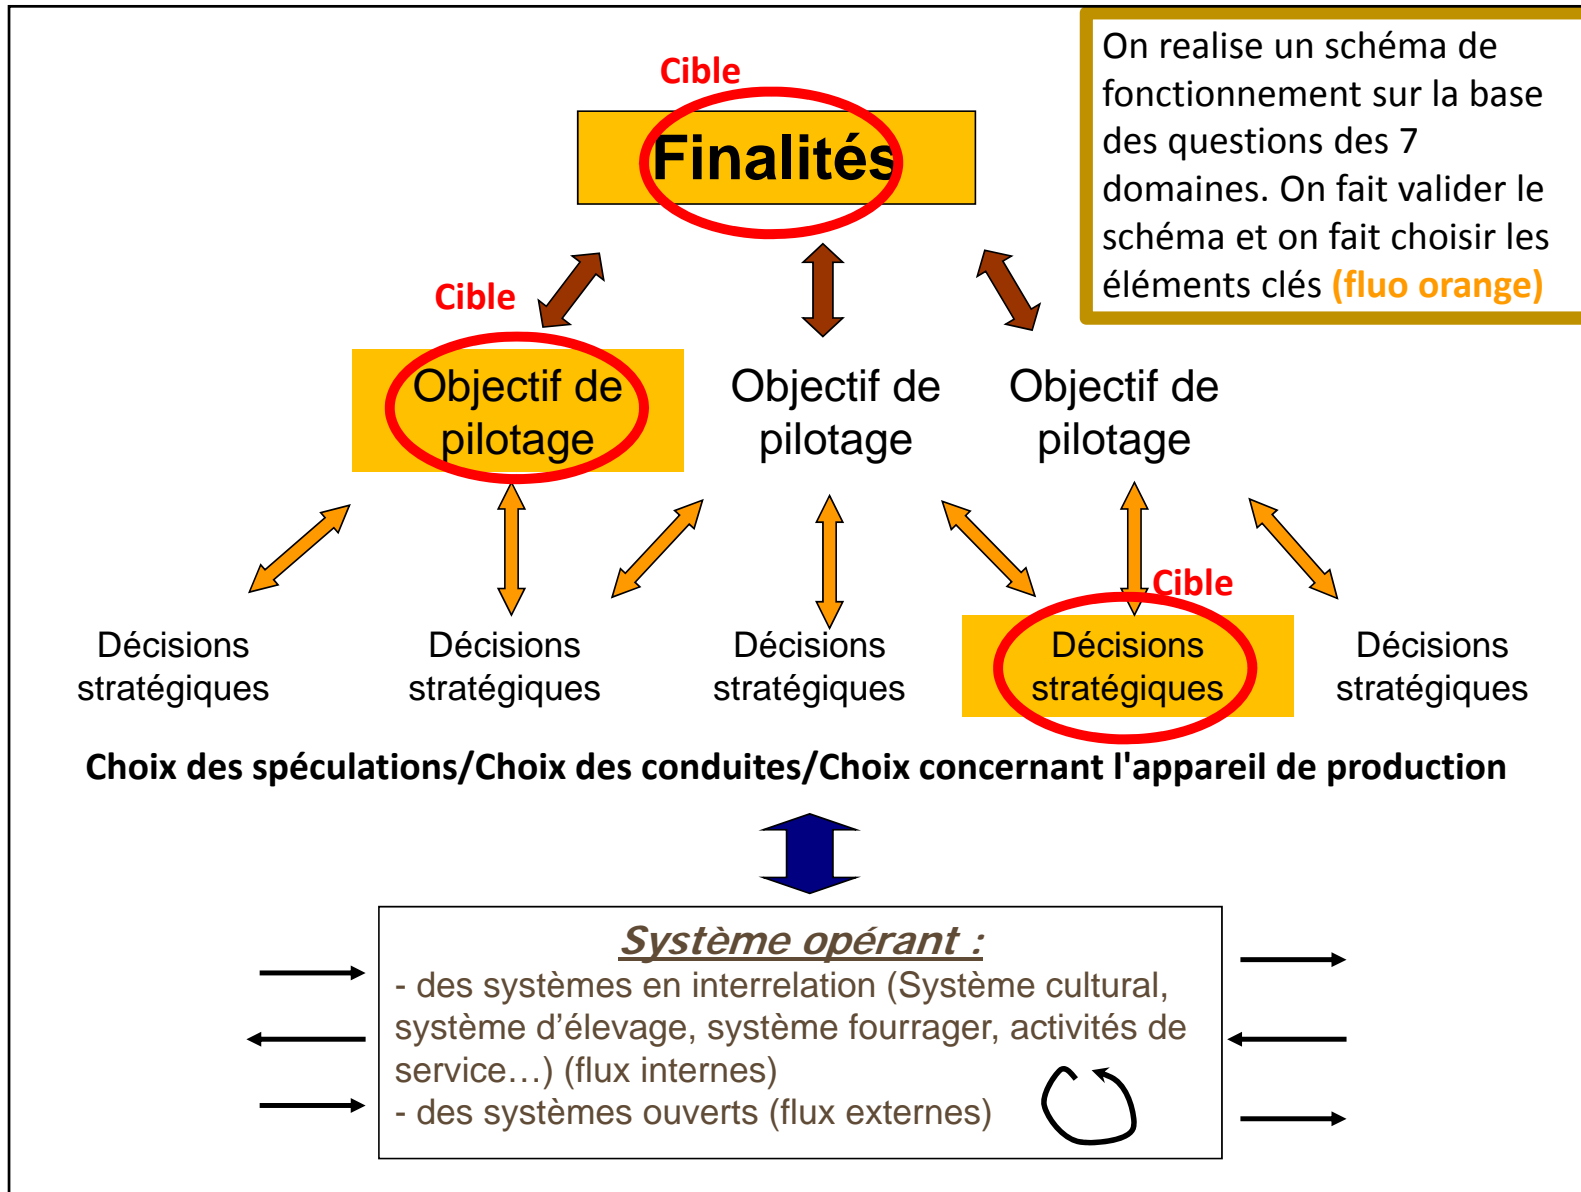 On realise un schéma de
fonctionnement sur la base
des questions des 7
domaines. On fait valider le
schéma et on fait choisir les
éléments clés (fluo orange)
Cible
Finalités
Cible
Objectif de
pilotage
Objectif de
pilotage
Objectif de
pilotage
Cible
Décisions
stratégiques
Décisions
stratégiques
Décisions
stratégiques
Décisions
stratégiques
Décisions
stratégiques
Choix des spéculations/Choix des conduites/Choix concernant l'appareil de production
Système opérant :
- des systèmes en interrelation (Système cultural,
système d’élevage, système fourrager, activités de
service…) (flux internes)
- des systèmes ouverts (flux externes)